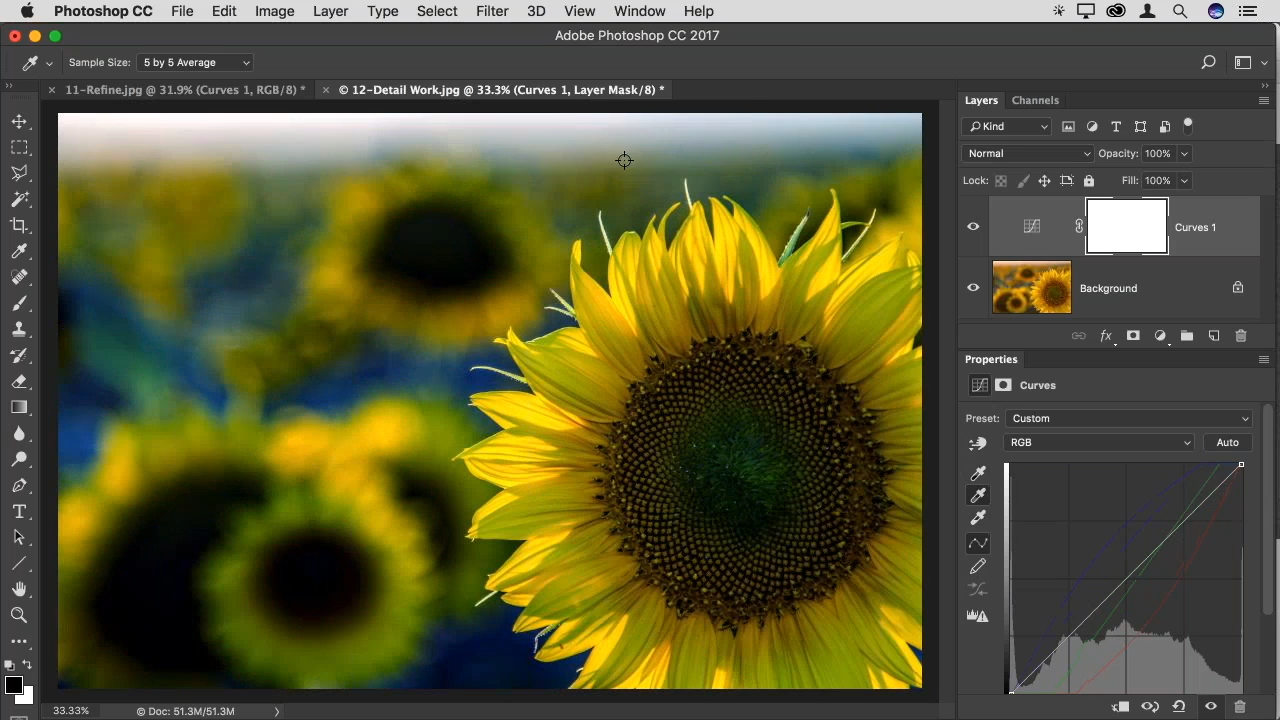 Photoshop CC File Edit Image Layer Type Select Filter 3D View Window Help
Adobe Photoshop CC 2017
Sample Size: 5 by 5 Average
11-Refine.jpg @ 31.9% (Curves 1, RGB/8) * © 12-Detail Work.jpg @ 33.3% (Curves 1, Layer Mask/8) *
Layers Channels
Kind
Normal Opacity: 100%
Lock: Fill: 100%
Curves 1
Background
fx
Properties
Curves
Preset: Custom
RGB Auto
33.33% © Doc: 51.3M/51.3M